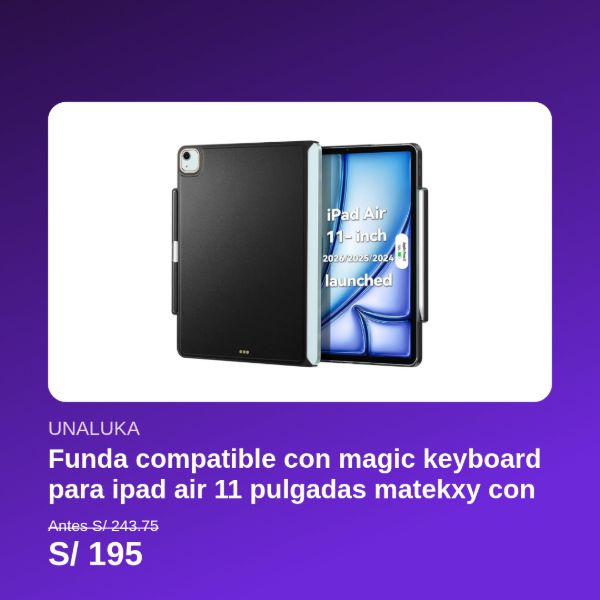 iPad Air
11- inch
2026/2025/2024
launched
UNALUKA
Funda compatible con magic keyboard
para ipad air 11 pulgadas matekxy con
Antes S/ 243.75
S/ 195